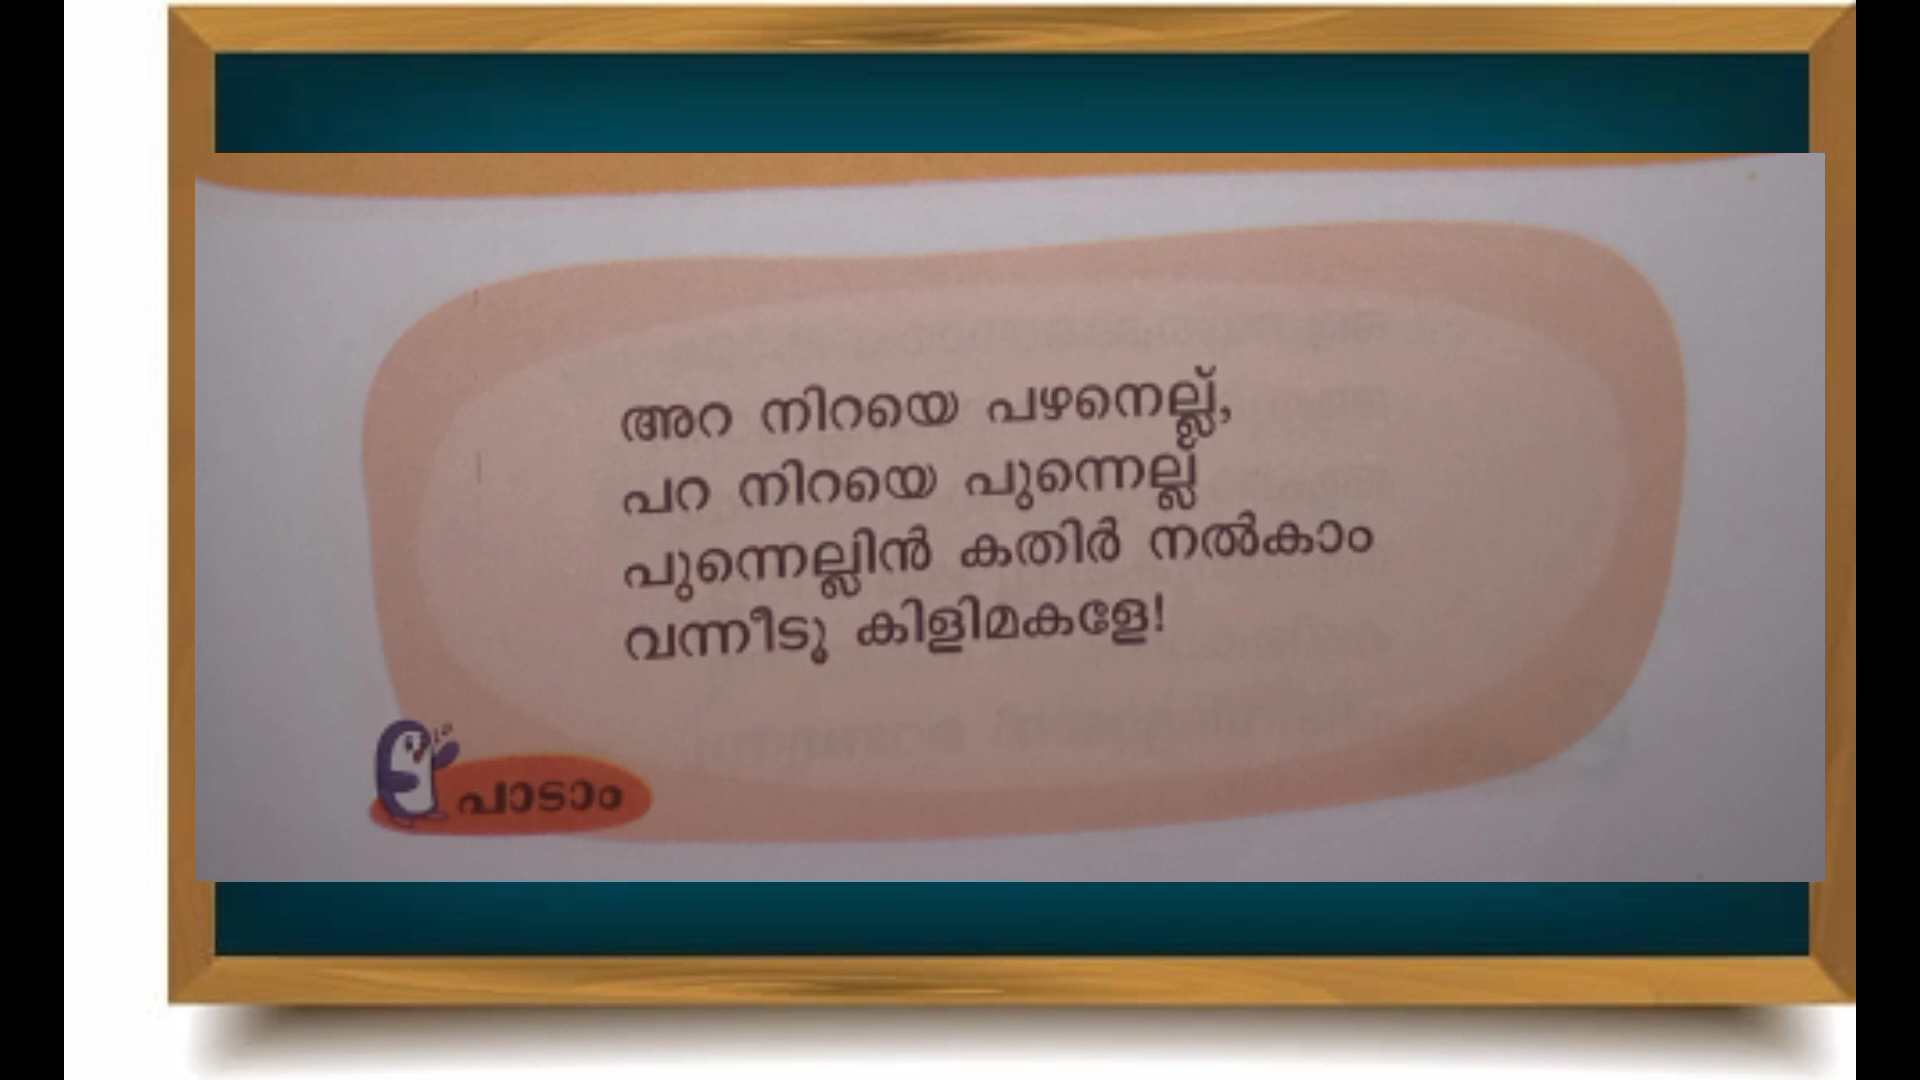 അറ നിറയെ പഴനെല്ല്,
പറ നിറയെ പുന്നെല്ല്
പുന്നെല്ലിൻ കതിർ നൽകാം
വന്നീടൂ കിളിമകളേ!
പാടാം